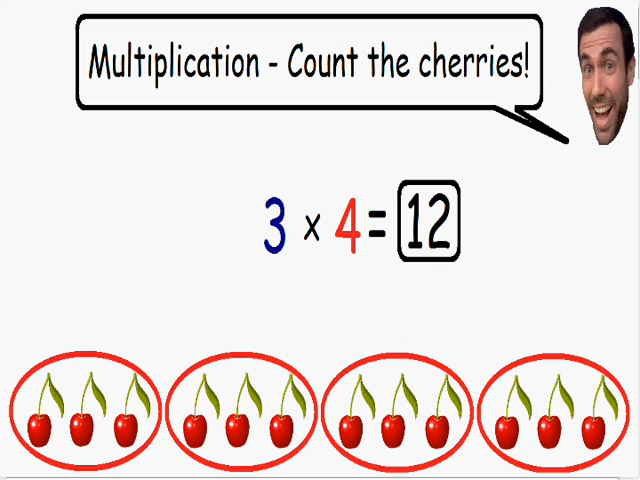 Multiplication - Count the cherries!
3 × 4 = 12